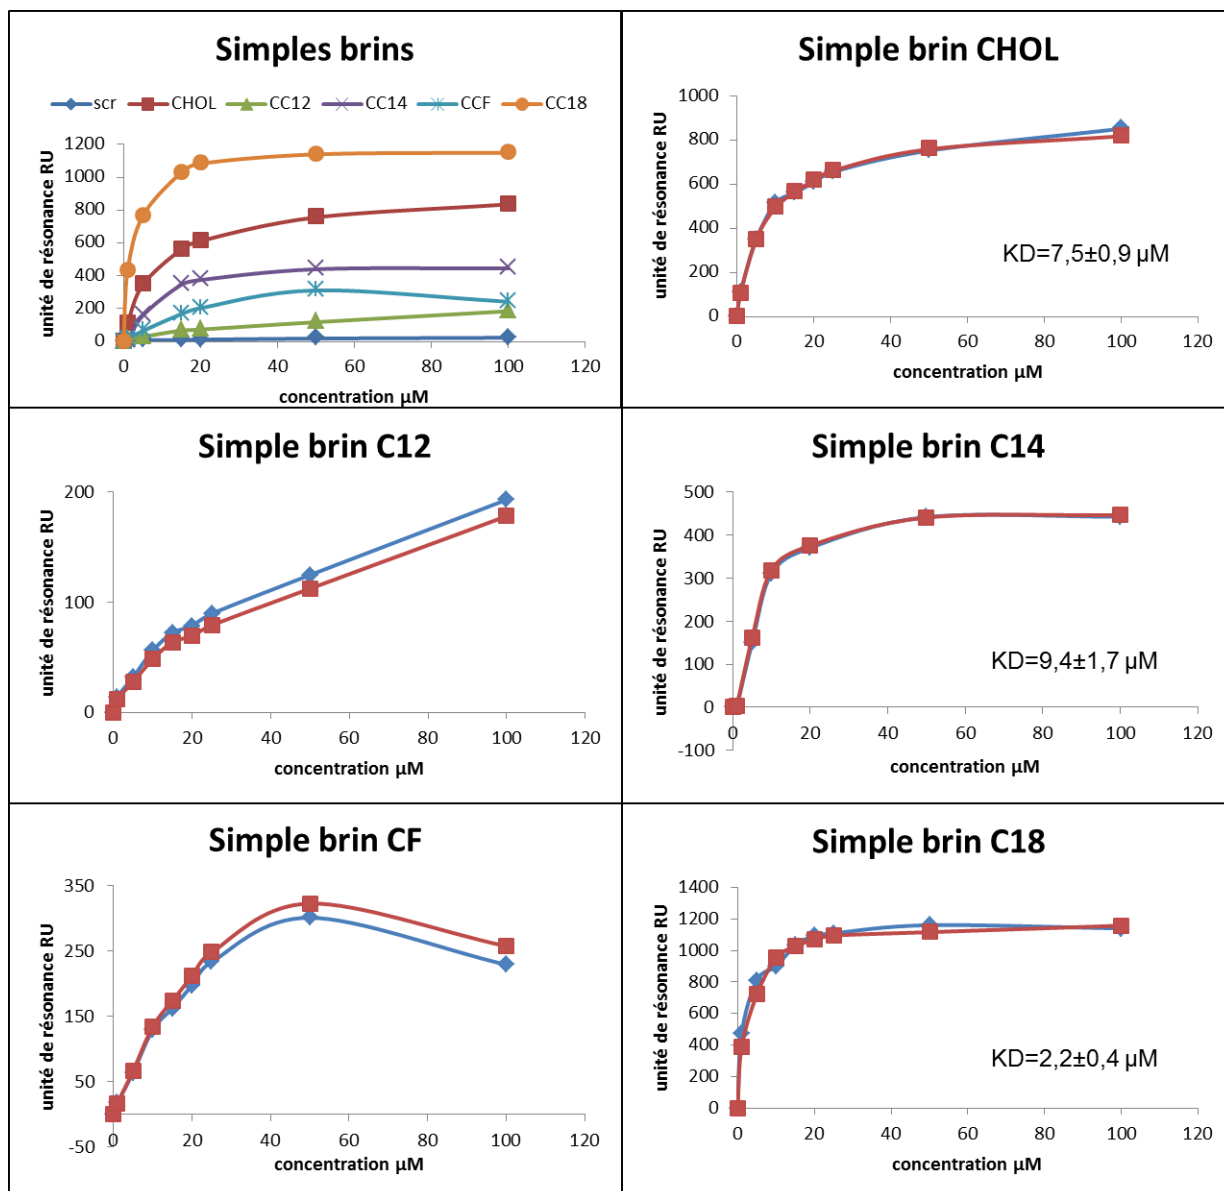 Simples brins
scr CHOL CC12 CC14 CCF CC18
unité de résonance RU
1200
1000
800
600
400
200
0
0 20 40 60 80 100 120
concentration µM
Simple brin CHOL
unité de résonance RU
1000
800
600
400
200
0
KD=7,5±0,9 µM
0 20 40 60 80 100 120
concentration µM
Simple brin C12
unité de résonance RU
200
100
0
0 20 40 60 80 100 120
concentration µM
Simple brin C14
unité de résonance RU
500
400
300
200
100
0
-100
KD=9,4±1,7 µM
0 20 40 60 80 100 120
concentration µM
Simple brin CF
unité de résonance RU
350
250
150
50
-50
0 20 40 60 80 100 120
concentration µM
Simple brin C18
unité de résonance RU
1400
1200
1000
800
600
400
200
0
KD=2,2±0,4 µM
0 20 40 60 80 100 120
concentration µM